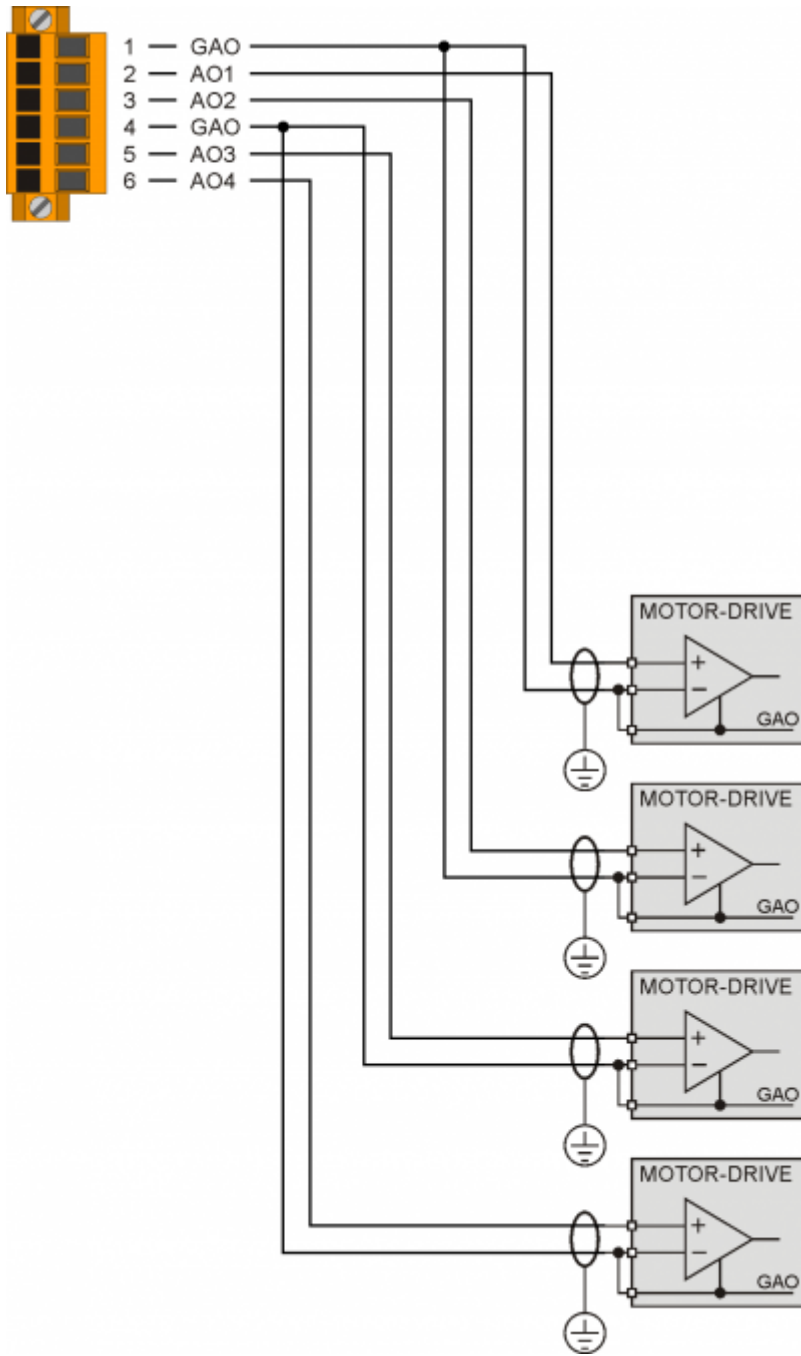 1 — GAO
2 — AO1
3 — AO2
4 — GAO
5 — AO3
6 — AO4
MOTOR-DRIVE
+
−
GAO
MOTOR-DRIVE
+
−
GAO
MOTOR-DRIVE
+
−
GAO
MOTOR-DRIVE
+
−
GAO